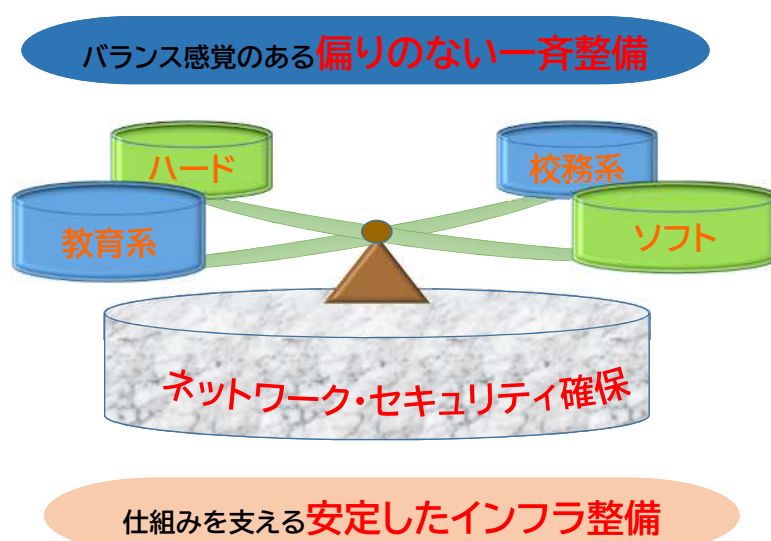 バランス感覚のある偏りのない一斉整備
ハード
校務系
教育系
ソフト
ネットワーク・セキュリティ確保
仕組みを支える安定したインフラ整備